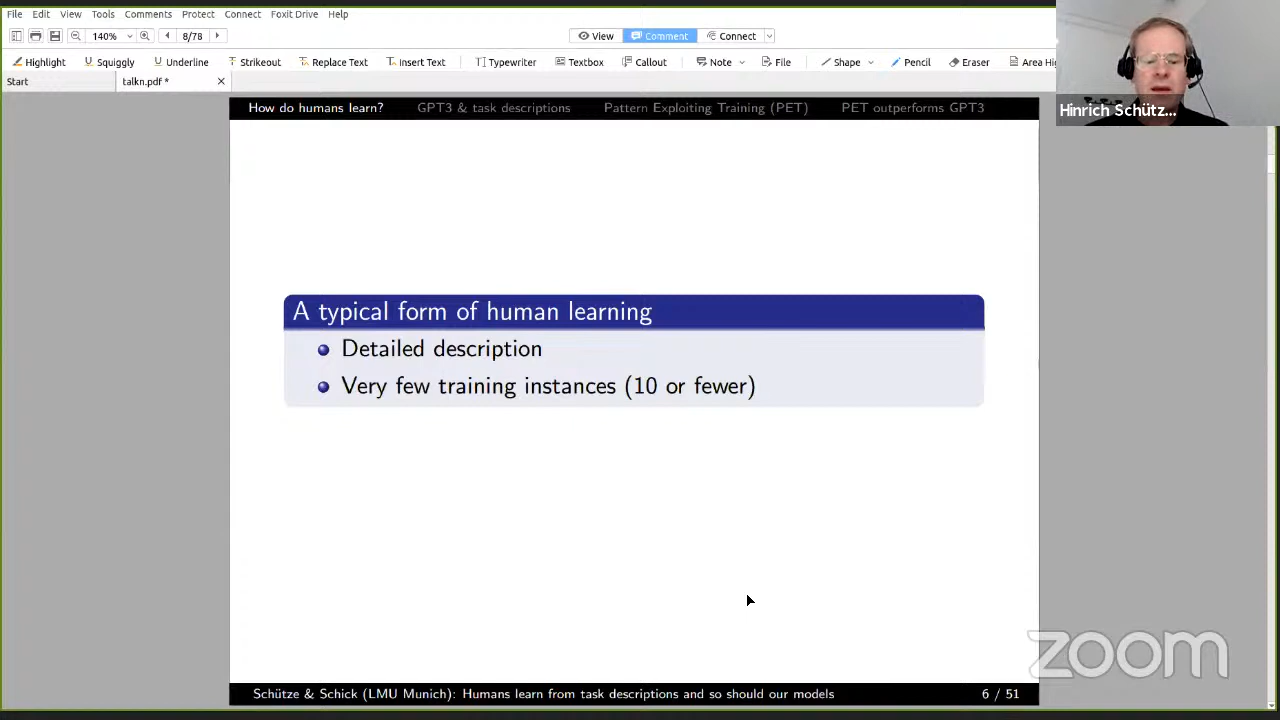 File Edit View Tools Comments Protect Connect Foxit Drive Help
140% 8/78 View Comment Connect
Highlight Squiggly Underline Strikeout Replace Text Insert Text Typewriter Textbox Callout Note File Shape Pencil Eraser Area Hig
Start talkn.pdf *
How do humans learn? GPT3 & task descriptions Pattern Exploiting Training (PET) PET outperforms GPT3
Hinrich Schütz...
A typical form of human learning
Detailed description
Very few training instances (10 or fewer)
zoom
Schütze & Schick (LMU Munich): Humans learn from task descriptions and so should our models 6 / 51